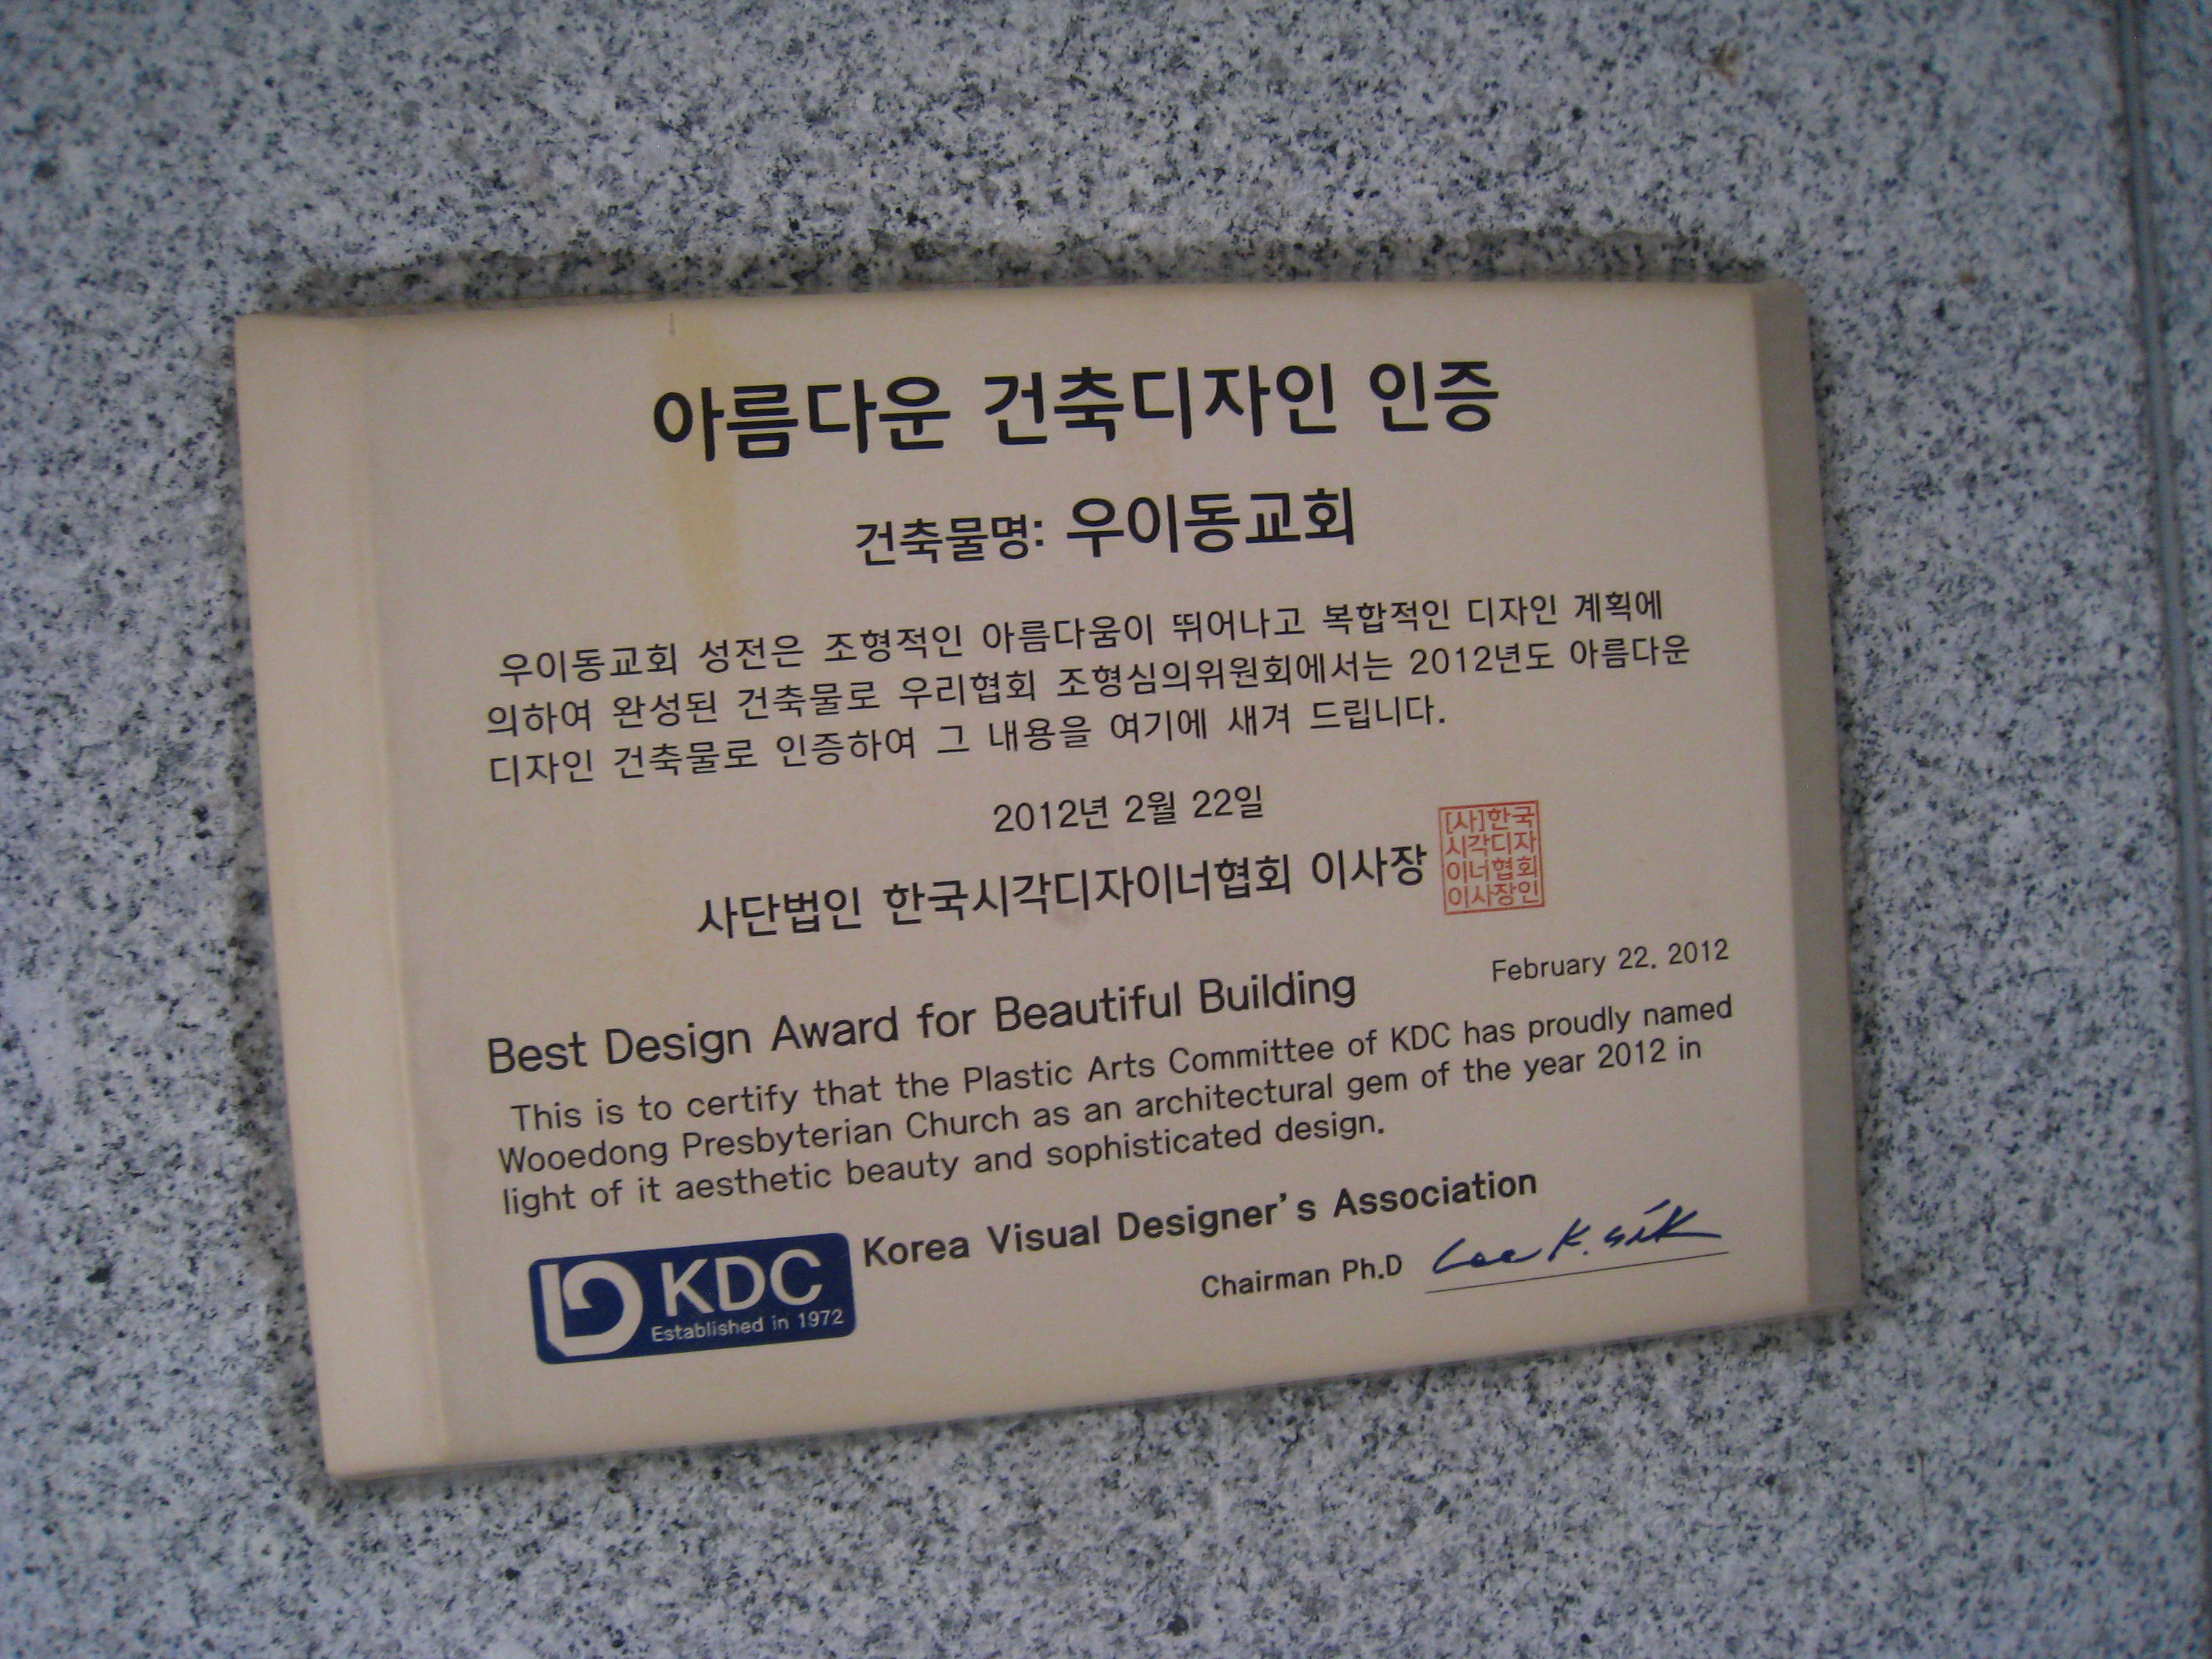 아름다운 건축디자인 인증
건축물명: 우이동교회
우이동교회 성전은 조형적인 아름다움이 뛰어나고 복합적인 디자인 계획에
의하여 완성된 건축물로 우리협회 조형심의위원회에서는 2012년도 아름다운
디자인 건축물로 인증하여 그 내용을 여기에 새겨 드립니다.
2012년 2월 22일
사단법인 한국시각디자이너협회 이사장
[사]한국
시각디자
이너협회
이사장인
February 22. 2012
Best Design Award for Beautiful Building
This is to certify that the Plastic Arts Committee of KDC has proudly named
Wooedong Presbyterian Church as an architectural gem of the year 2012 in
light of it aesthetic beauty and sophisticated design.
KDC
Established in 1972
Korea Visual Designer's Association
Chairman Ph.D Lee K. sik